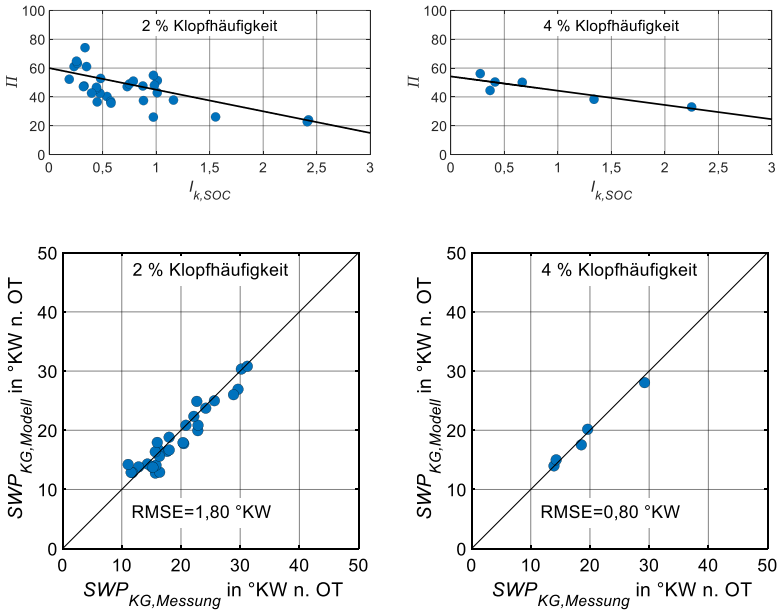 2 % Klopfhäufigkeit
Π
100
80
60
40
20
0
0 0,5 1 1,5 2 2,5 3
I_k,SOC
4 % Klopfhäufigkeit
Π
100
80
60
40
20
0
0 0,5 1 1,5 2 2,5 3
I_k,SOC
2 % Klopfhäufigkeit
SWP_KG,Modell in °KW n. OT
50
40
30
20
10
0
RMSE=1,80 °KW
0 10 20 30 40 50
SWP_KG,Messung in °KW n. OT
4 % Klopfhäufigkeit
SWP_KG,Modell in °KW n. OT
50
40
30
20
10
0
RMSE=0,80 °KW
0 10 20 30 40 50
SWP_KG,Messung in °KW n. OT